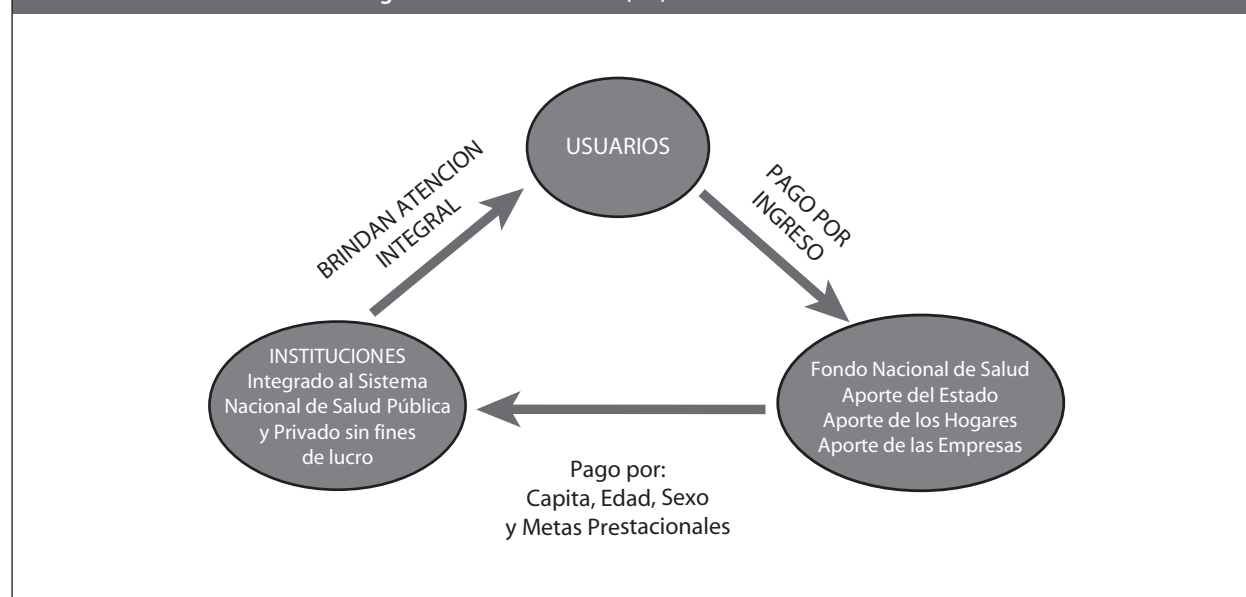 USUARIOS
BRINDAN ATENCION
INTEGRAL
PAGO POR
INGRESO
INSTITUCIONES
Integrado al Sistema
Nacional de Salud Pública
y Privado sin fines
de lucro
Fondo Nacional de Salud
Aporte del Estado
Aporte de los Hogares
Aporte de las Empresas
Pago por:
Capita, Edad, Sexo
y Metas Prestacionales